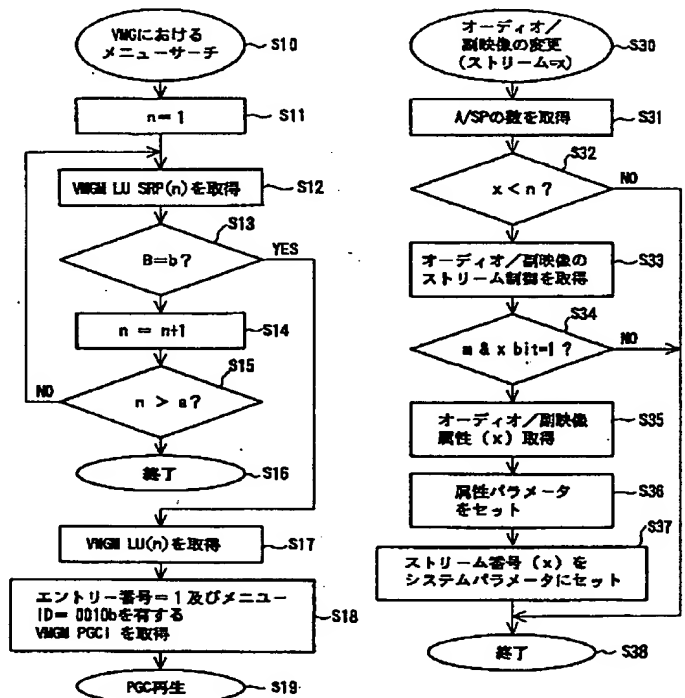 VMGにおける
メニューサーチ
S10
n= 1
S11
VMGM LU SRP(n)を取得
S12
S13
B=b?
YES
n = n+1
S14
S15
NO
n > a?
終了
S16
VMGM LU(n)を取得
S17
エントリー番号=1及びメニュー
ID= 0010bを有する
VMGM PGCI を取得
S18
PGC再生
S19
オーディオ/
副映像の変更
(ストリーム=x)
S30
A/SPの数を取得
S31
S32
x < n ?
NO
オーディオ/副映像の
ストリーム制御を取得
S33
S34
m & x bit=1 ?
NO
オーディオ/副映像
属性 (x) 取得
S35
属性パラメータ
をセット
S36
S37
ストリーム番号 (x) を
システムパラメータにセット
終了
S38